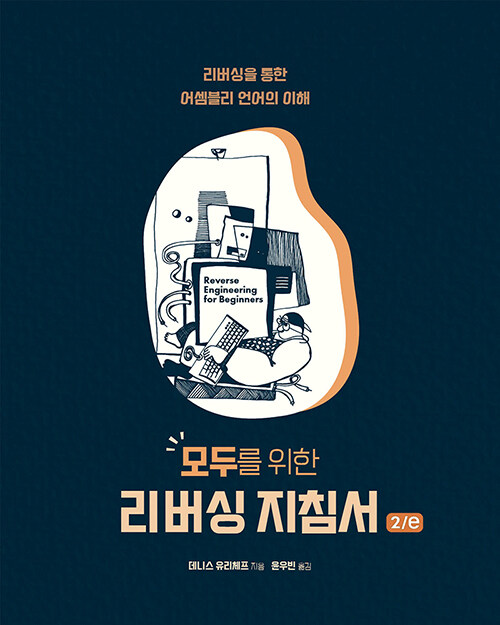 리버싱을 통한
어셈블리 언어의 이해
Reverse
Engineering
for Beginners
모두를 위한
리버싱 지침서 2/e
데니스 유리체프 지음 윤우빈 옮김